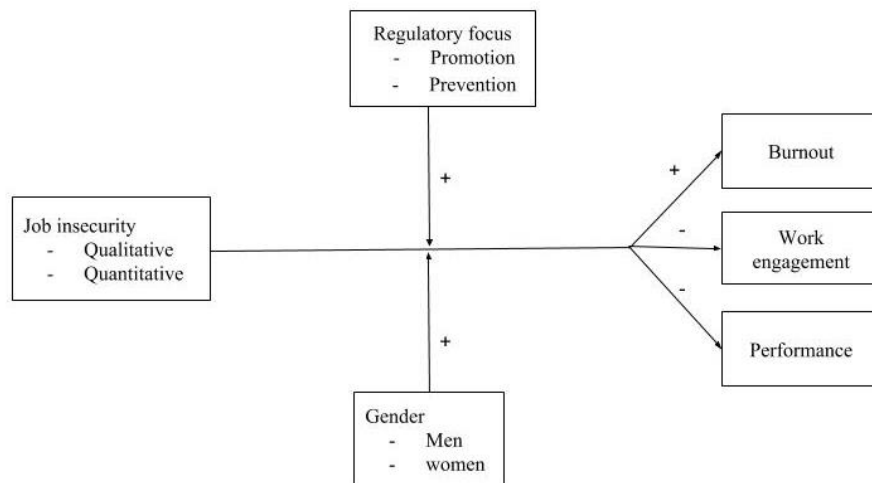 Regulatory focus
- Promotion
- Prevention
+
Burnout
+
Job insecurity
- Qualitative
- Quantitative
-
Work
engagement
-
Performance
+
Gender
- Men
- women